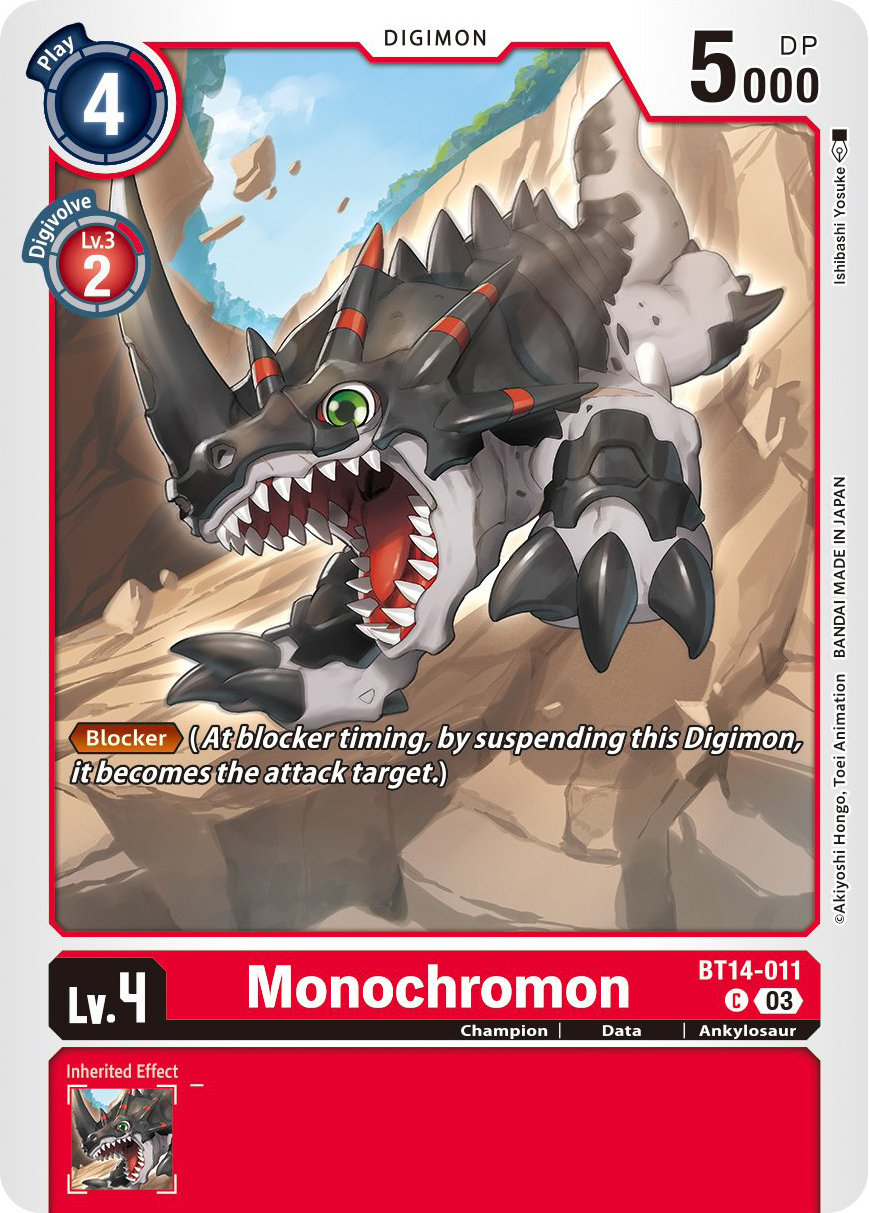 DIGIMON
Play
4
DP
5000
Digivolve
Lv.3
2
Ishibashi Yosuke
BANDAI MADE IN JAPAN
©Akiyoshi Hongo, Toei Animation
Blocker (At blocker timing, by suspending this Digimon,
it becomes the attack target.)
Lv.4
Monochromon
BT14-011
C 03
Champion | Data | Ankylosaur
Inherited Effect –